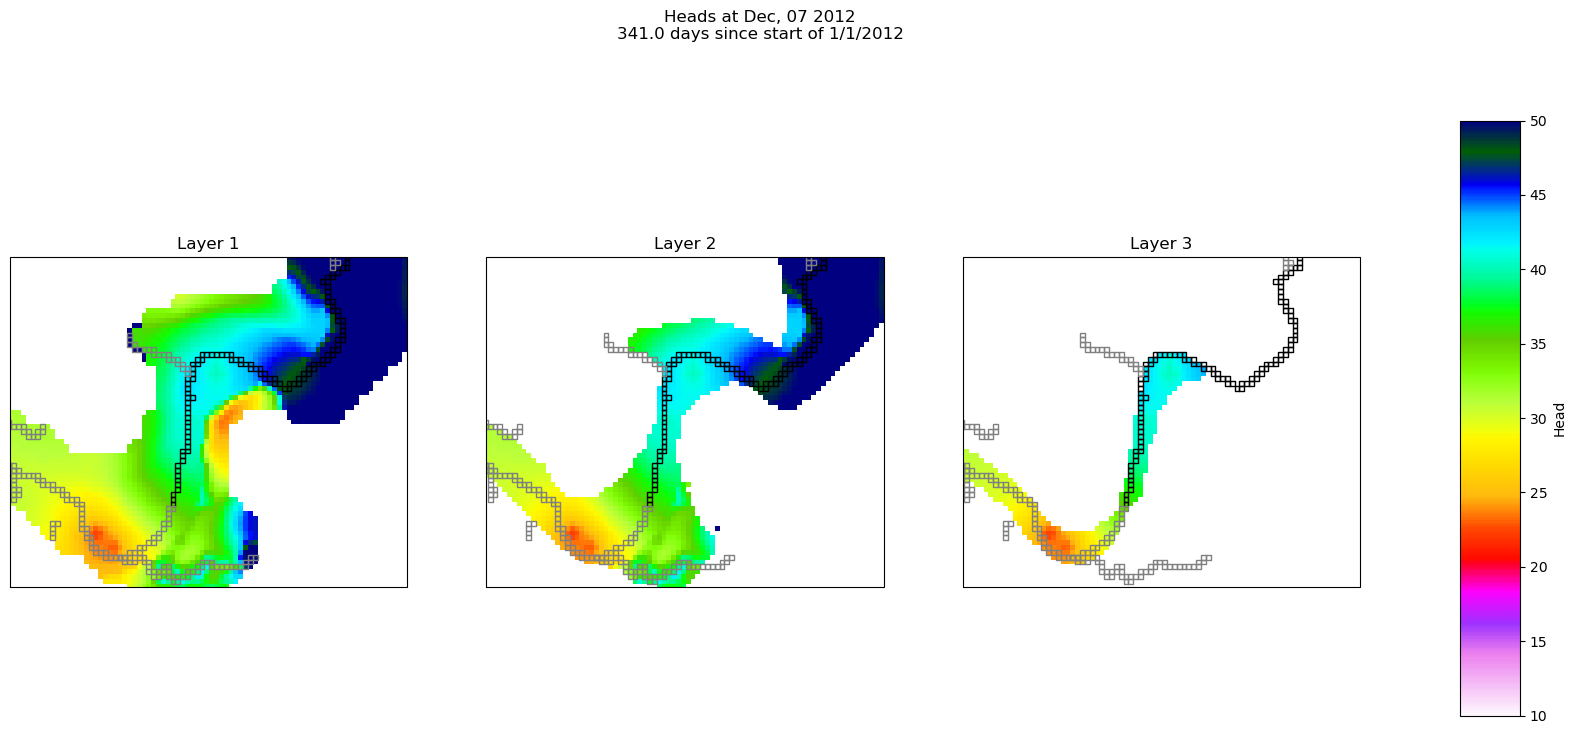 Heads at Dec, 07 2012
341.0 days since start of 1/1/2012
Layer 1
Layer 2
Layer 3
50
45
40
35
30
25
20
15
10
Head